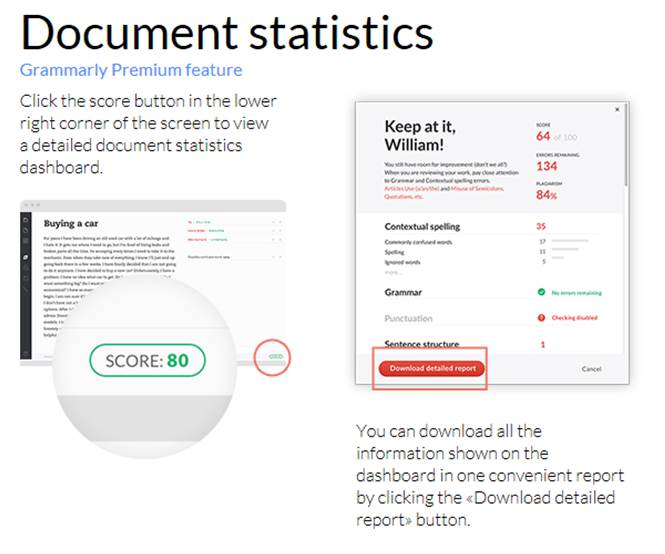 Document statistics
Grammarly Premium feature
Click the score button in the lower
right corner of the screen to view
a detailed document statistics
dashboard.
Buying a car
SCORE: 80
Keep at it,
William!
You still have room for improvement (don't we all?)
When you are reviewing your work, pay close attention
to Grammar and Contextual spelling errors.
Articles Use (a/an/the) and Misuse of Semicolons,
Quotations, etc.
SCORE
64 of 100
ERRORS REMAINING
134
PLAGIARISM
84%
Contextual spelling 35
Commonly confused words 17
Spelling 11
Ignored words 5
more...
Grammar No errors remaining
Punctuation Checking disabled
Sentence structure 1
Download detailed report Cancel
You can download all the
information shown on the
dashboard in one convenient report
by clicking the «Download detailed
report» button.